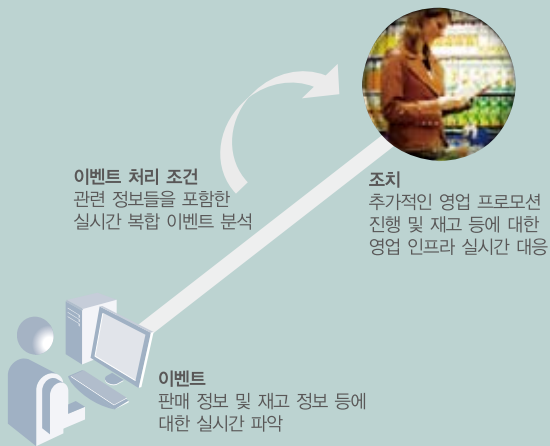 이벤트 처리 조건
관련 정보들을 포함한
실시간 복합 이벤트 분석
조치
추가적인 영업 프로모션
진행 및 재고 등에 대한
영업 인프라 실시간 대응
이벤트
판매 정보 및 재고 정보 등에
대한 실시간 파악